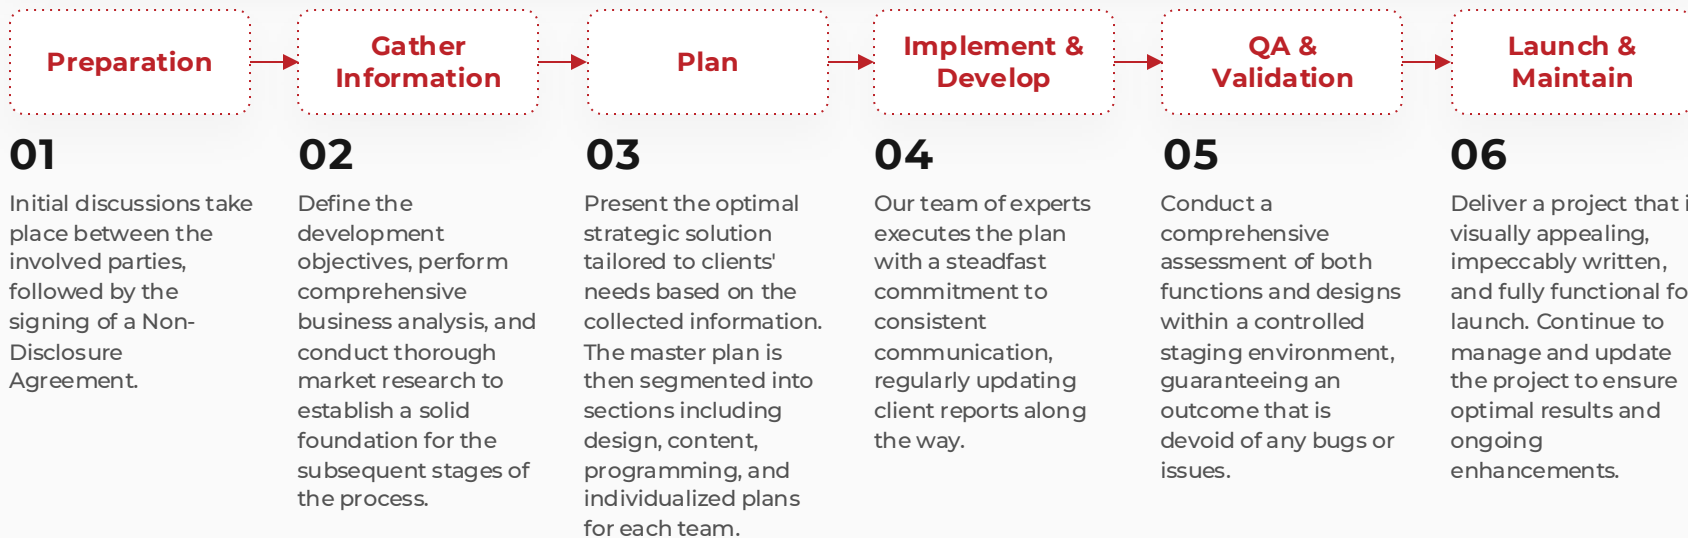 Preparation
Gather
Information
Plan
Implement &
Develop
QA &
Validation
Launch &
Maintain
01
Initial discussions take
place between the
involved parties,
followed by the
signing of a Non-
Disclosure
Agreement.
02
Define the
development
objectives, perform
comprehensive
business analysis, and
conduct thorough
market research to
establish a solid
foundation for the
subsequent stages of
the process.
03
Present the optimal
strategic solution
tailored to clients'
needs based on the
collected information.
The master plan is
then segmented into
sections including
design, content,
programming, and
individualized plans
for each team.
04
Our team of experts
executes the plan
with a steadfast
commitment to
consistent
communication,
regularly updating
client reports along
the way.
05
Conduct a
comprehensive
assessment of both
functions and designs
within a controlled
staging environment,
guaranteeing an
outcome that is
devoid of any bugs or
issues.
06
Deliver a project that
visually appealing,
impeccably written,
and fully functional
launch. Continue to
manage and update
the project to ensure
optimal results and
ongoing
enhancements.